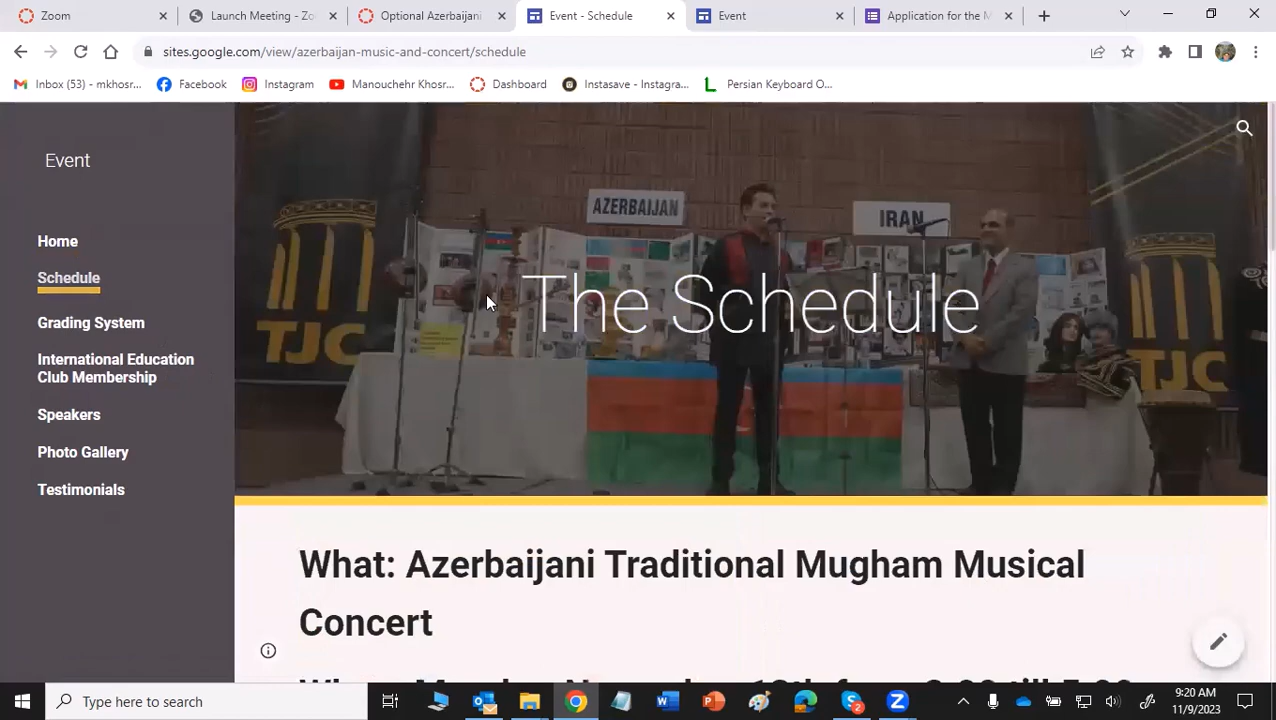 Zoom
Launch Meeting - Zo
Optional Azerbaijani
Event - Schedule
Event
Application for the M
sites.google.com/view/azerbaijan-music-and-concert/schedule
Inbox (53) - mkhosr...
Facebook
Instagram
Manouchehr Khosr...
Dashboard
Instasave - Instagra...
Persian Keyboard O...
Event
Home
Schedule
Grading System
International Education
Club Membership
Speakers
Photo Gallery
Testimonials
AZERBAIJAN
IRAN
The Schedule
TJC
TJC
What: Azerbaijani Traditional Mugham Musical
Concert
Type here to search
2
9:20 AM
11/9/2023